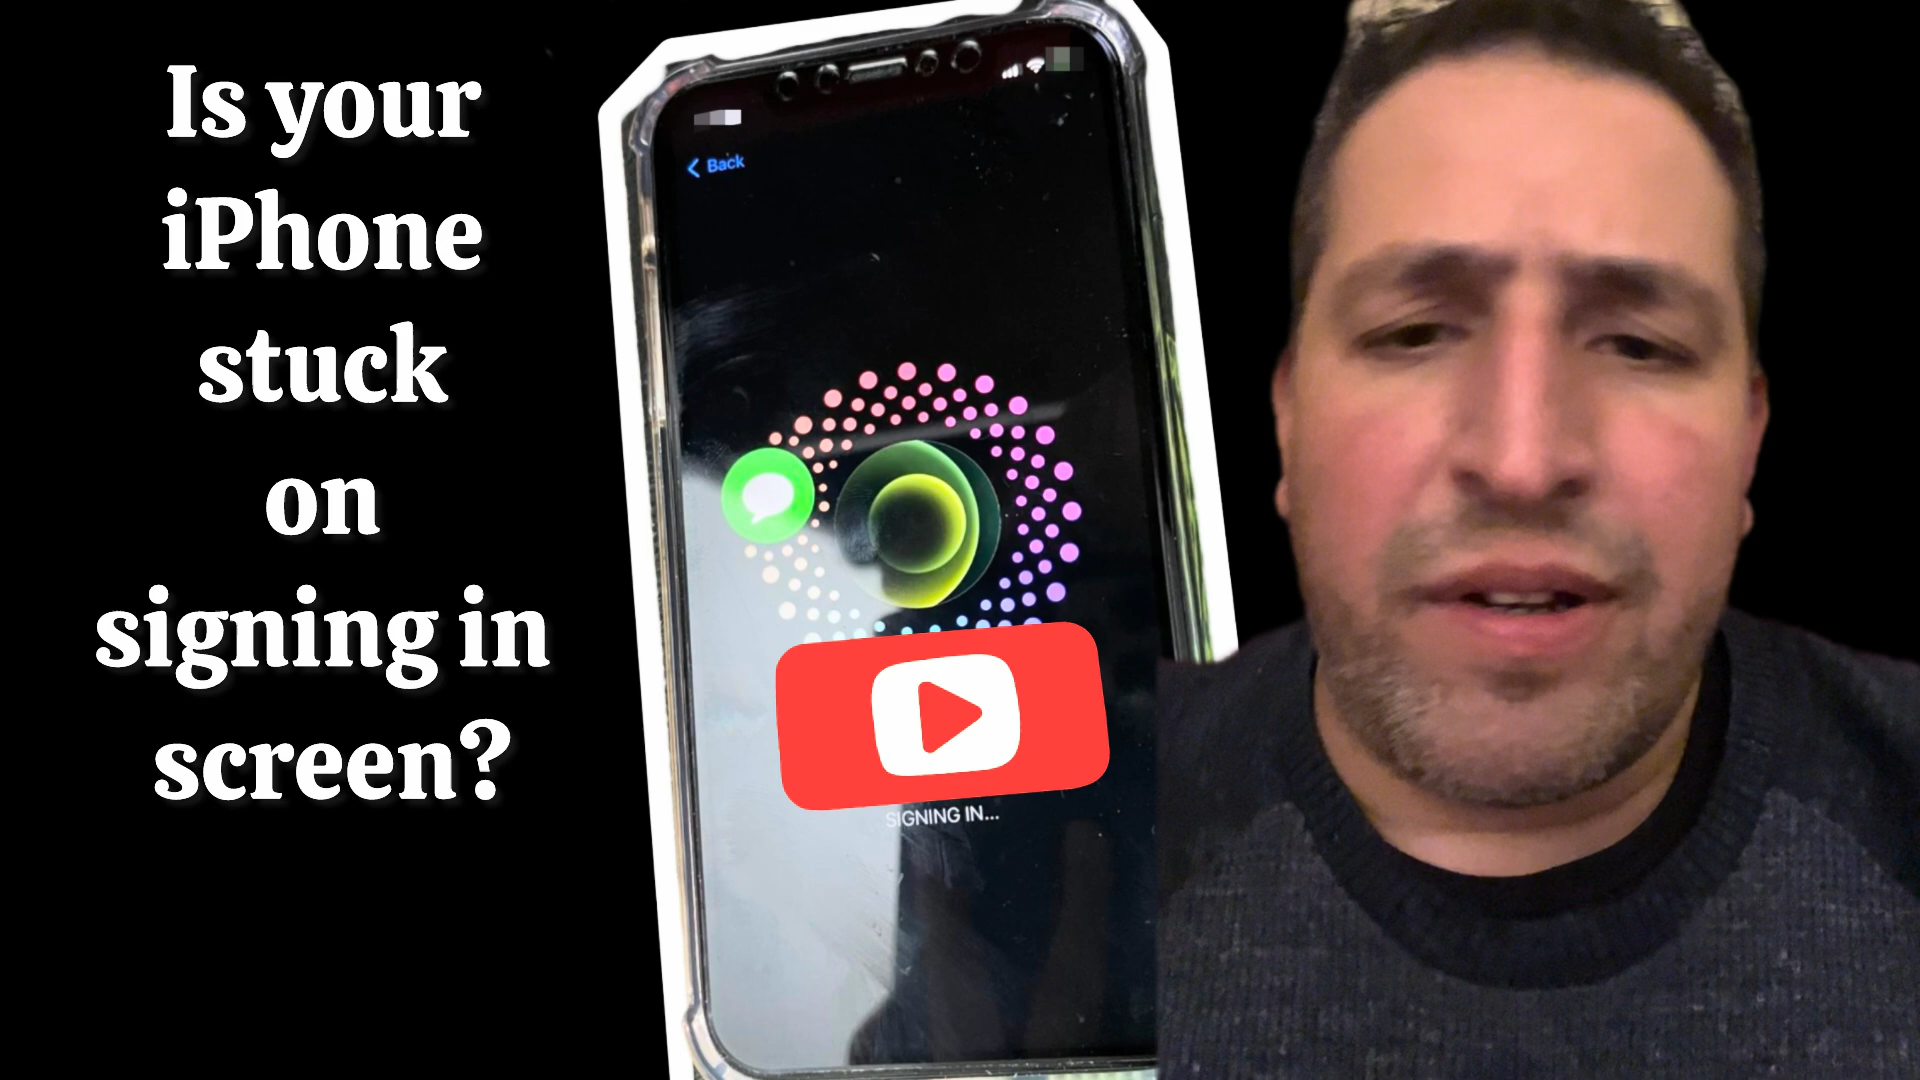 Is your
iPhone
stuck
on
signing in
screen?
Back
SIGNING IN...